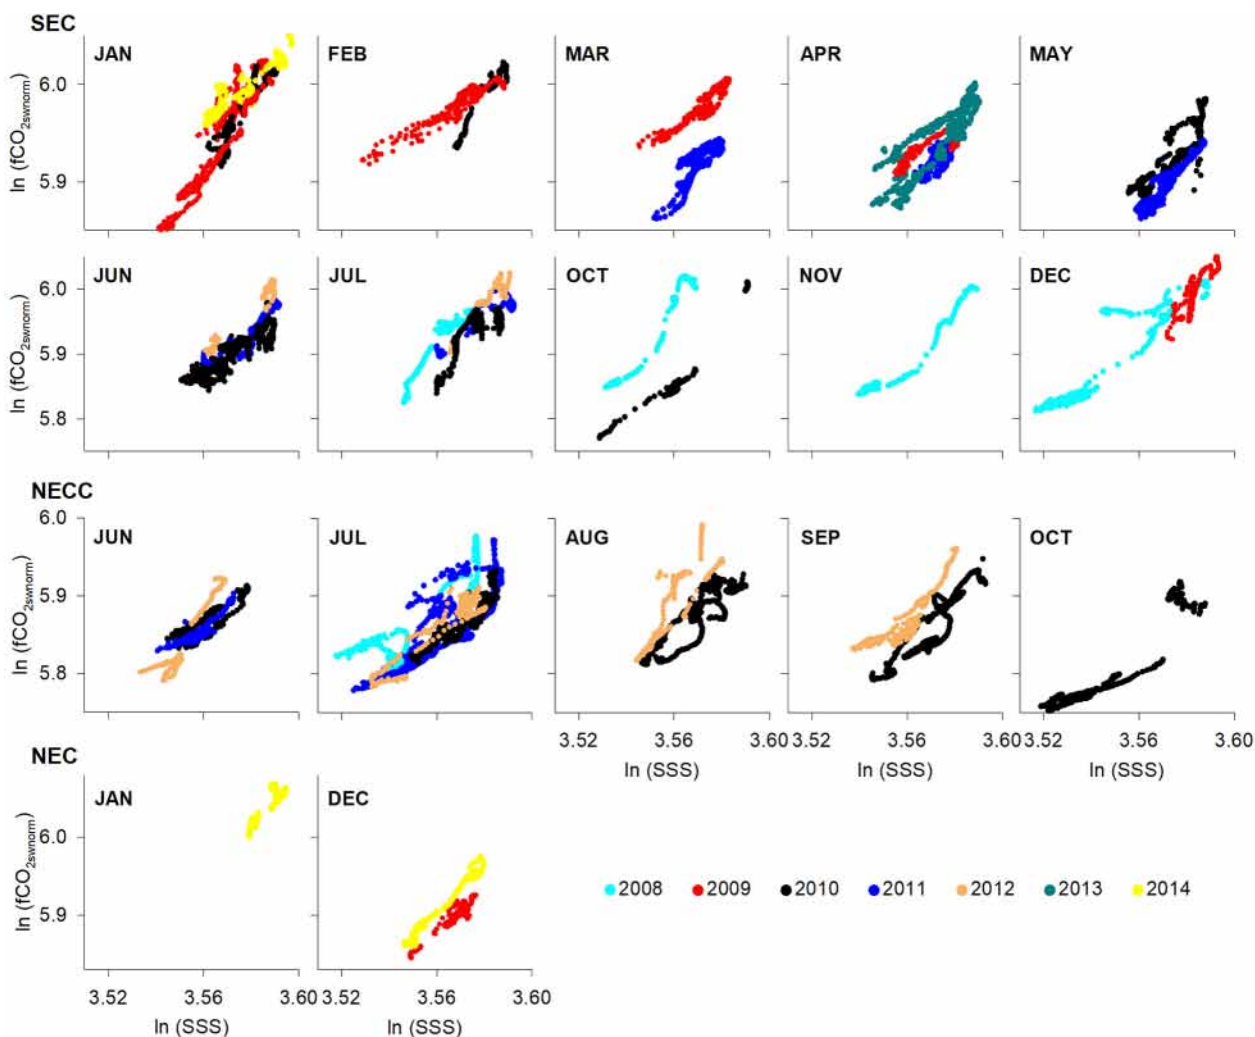 SEC
JAN FEB MAR APR MAY
ln (fCO2swnorm)
6.0
5.9
JUN JUL OCT NOV DEC
ln (fCO2swnorm)
6.0
5.9
5.8
NECC
JUN JUL AUG SEP OCT
ln (fCO2swnorm)
6.0
5.9
5.8
3.52 3.56 3.60 3.52 3.56 3.60 3.52 3.56 3.60
ln (SSS) ln (SSS) ln (SSS)
NEC
JAN DEC
ln (fCO2swnorm)
6.0
5.9
2008 2009 2010 2011 2012 2013 2014
3.52 3.56 3.60 3.52 3.56 3.60
ln (SSS) ln (SSS)